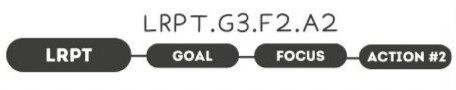 LRPT.G3.F2.A2
LRPT GOAL FOCUS ACTION #2